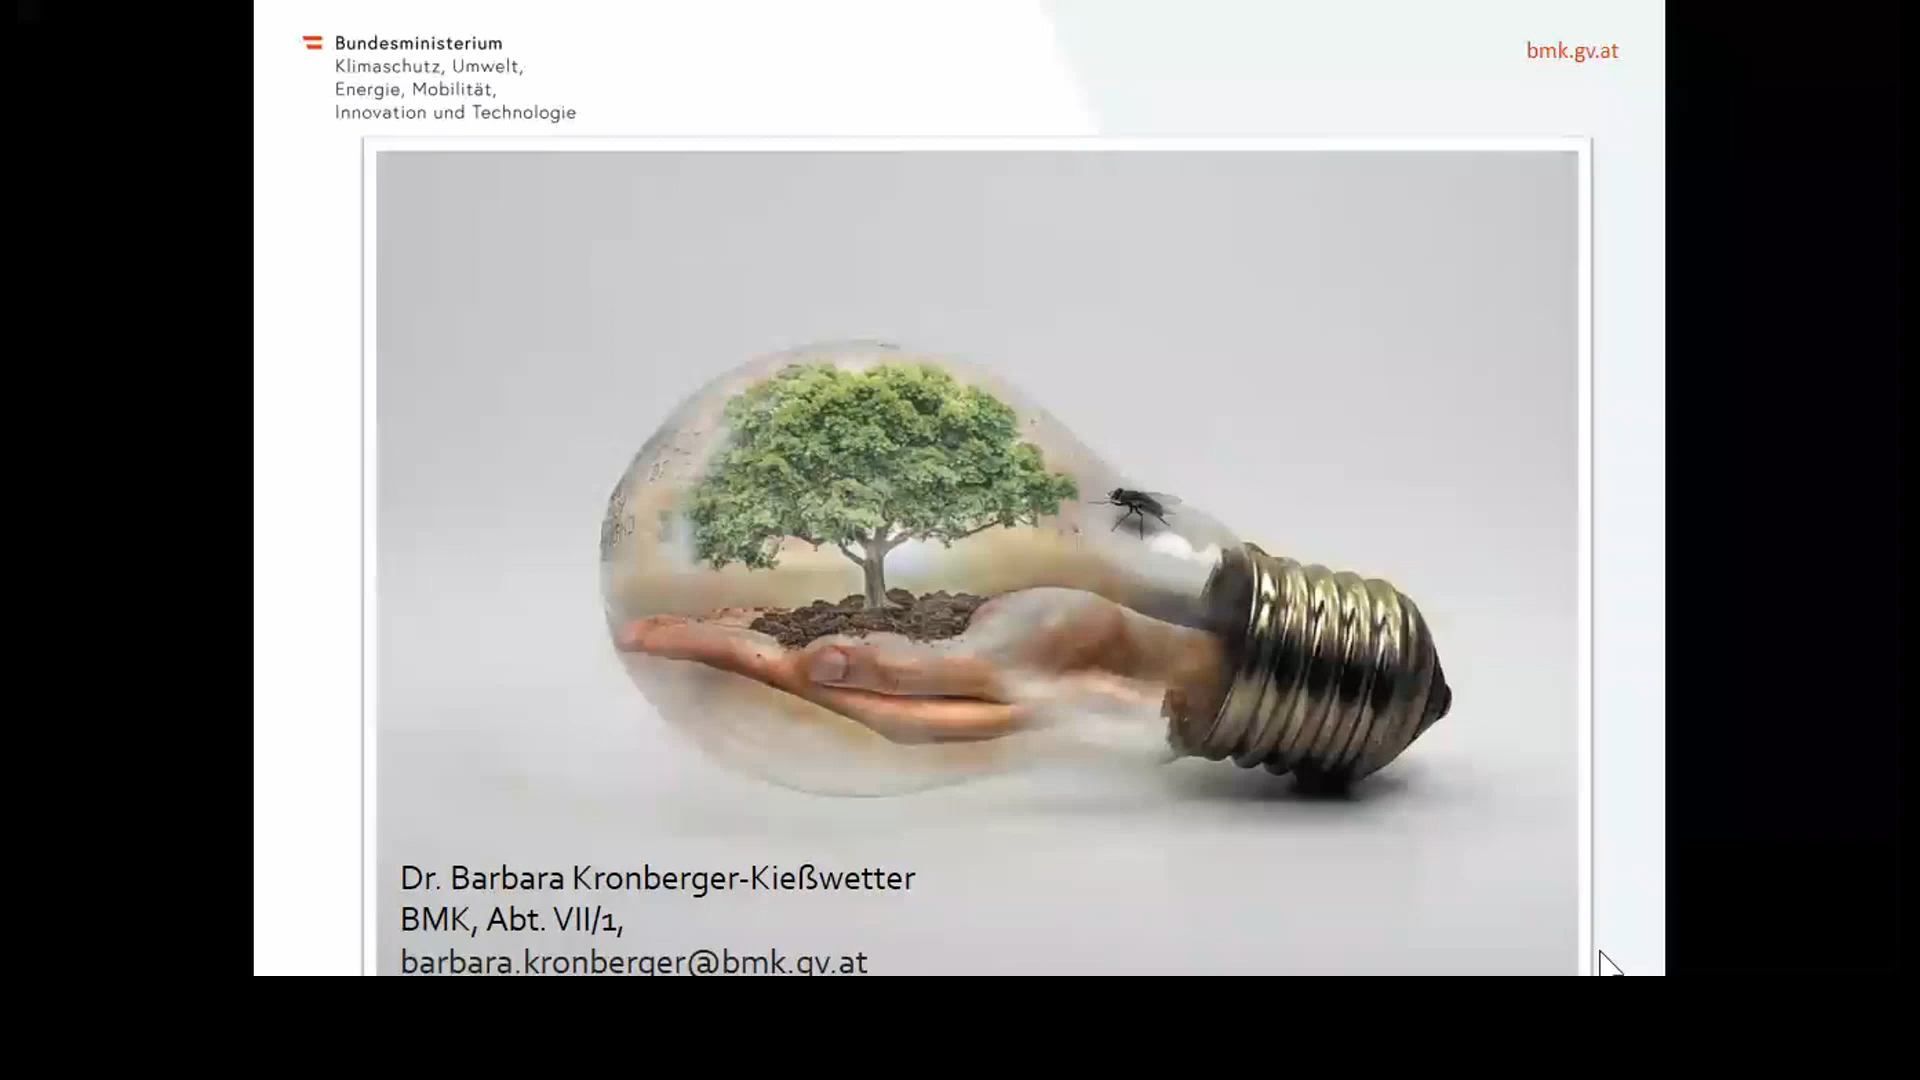 Bundesministerium
Klimaschutz, Umwelt,
Energie, Mobilität,
Innovation und Technologie
bmk.gv.at
Dr. Barbara Kronberger-Kießwetter
BMK, Abt. VII/1,
barbara.kronberger@bmk.gv.at